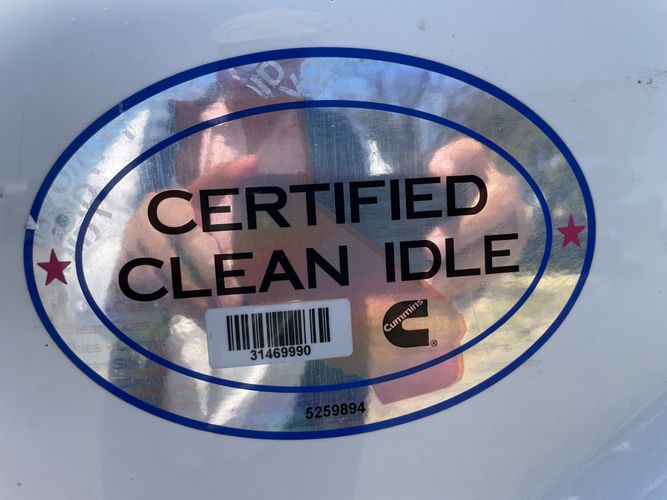 CERTIFIED
CLEAN IDLE
31469990
Cummins
®
5259894